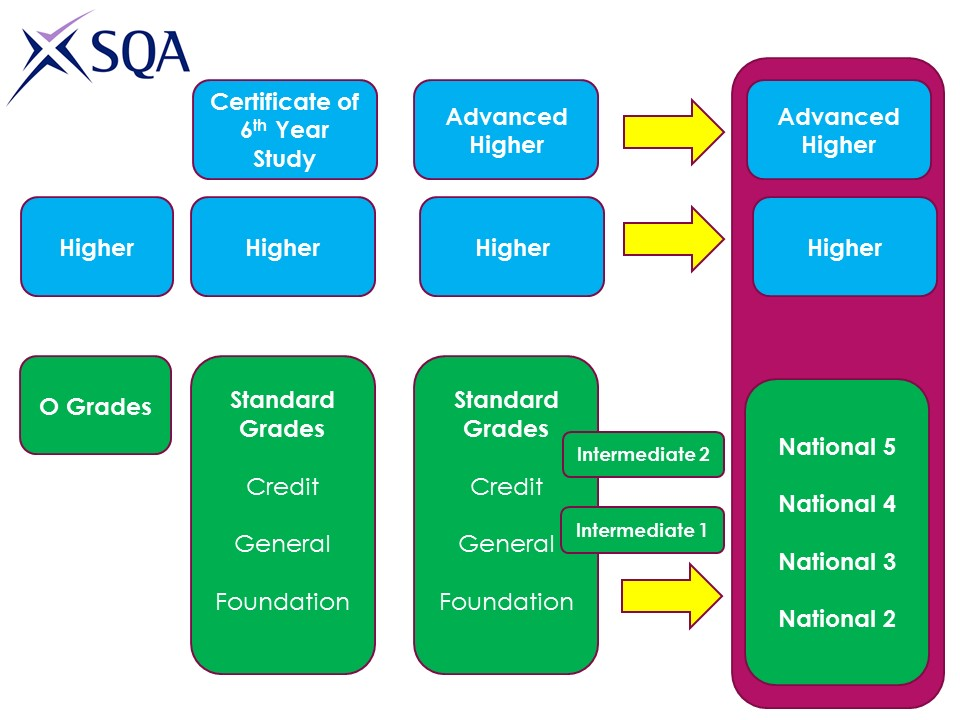 SQA
Certificate of
6th Year
Study
Advanced
Higher
Advanced
Higher
Higher
Higher
Higher
Higher
O Grades
Standard
Grades
Credit
General
Foundation
Standard
Grades
Credit
General
Foundation
Intermediate 2
Intermediate 1
National 5
National 4
National 3
National 2